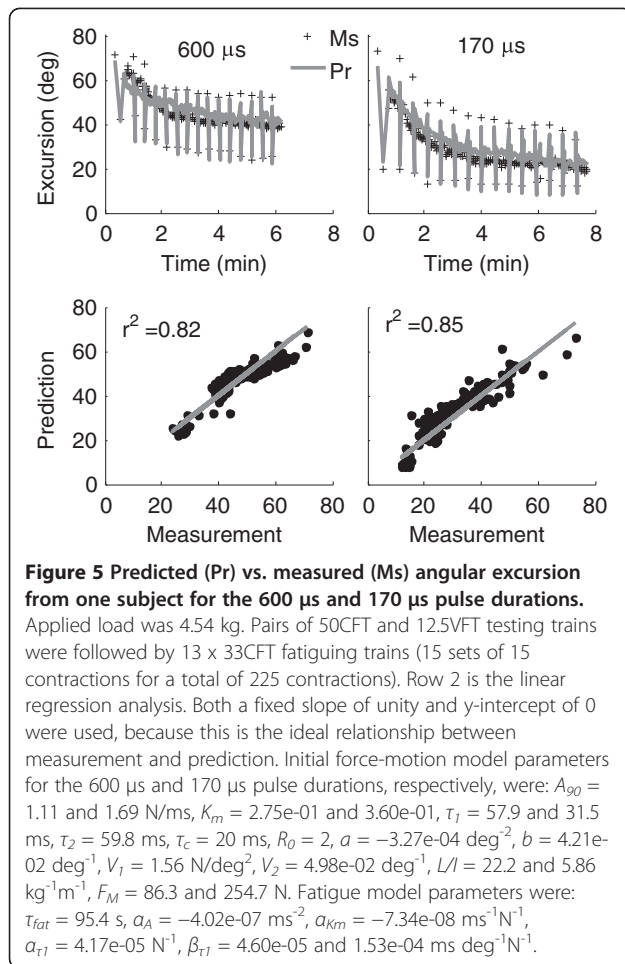 600 µs
170 µs
+ Ms
Pr
Excursion (deg)
80
60
40
20
0
0 2 4 6 8
0 2 4 6 8
Time (min)
Time (min)
r² =0.82
r² =0.85
Prediction
80
60
40
20
0
0 20 40 60 80
0 20 40 60 80
Measurement
Measurement
Figure 5 Predicted (Pr) vs. measured (Ms) angular excursion
from one subject for the 600 µs and 170 µs pulse durations.
Applied load was 4.54 kg. Pairs of 50CFT and 12.5VFT testing trains
were followed by 13 x 33CFT fatiguing trains (15 sets of 15
contractions for a total of 225 contractions). Row 2 is the linear
regression analysis. Both a fixed slope of unity and y-intercept of 0
were used, because this is the ideal relationship between
measurement and prediction. Initial force-motion model parameters
for the 600 µs and 170 µs pulse durations, respectively, were: A₉₀ =
1.11 and 1.69 N/ms, Kₘ = 2.75e-01 and 3.60e-01, τ₁ = 57.9 and 31.5
ms, τ₂ = 59.8 ms, τc = 20 ms, R₀ = 2, a = −3.27e-04 deg⁻², b = 4.21e-
02 deg⁻¹, V₁ = 1.56 N/deg², V₂ = 4.98e-02 deg⁻¹, L/I = 22.2 and 5.86
kg⁻¹m⁻¹, F_M = 86.3 and 254.7 N. Fatigue model parameters were:
τfat = 95.4 s, αA = −4.02e-07 ms⁻², αKm = −7.34e-08 ms⁻¹N⁻¹,
ατ1 = 4.17e-05 N⁻¹, βτ1 = 4.60e-05 and 1.53e-04 ms deg⁻¹N⁻¹.